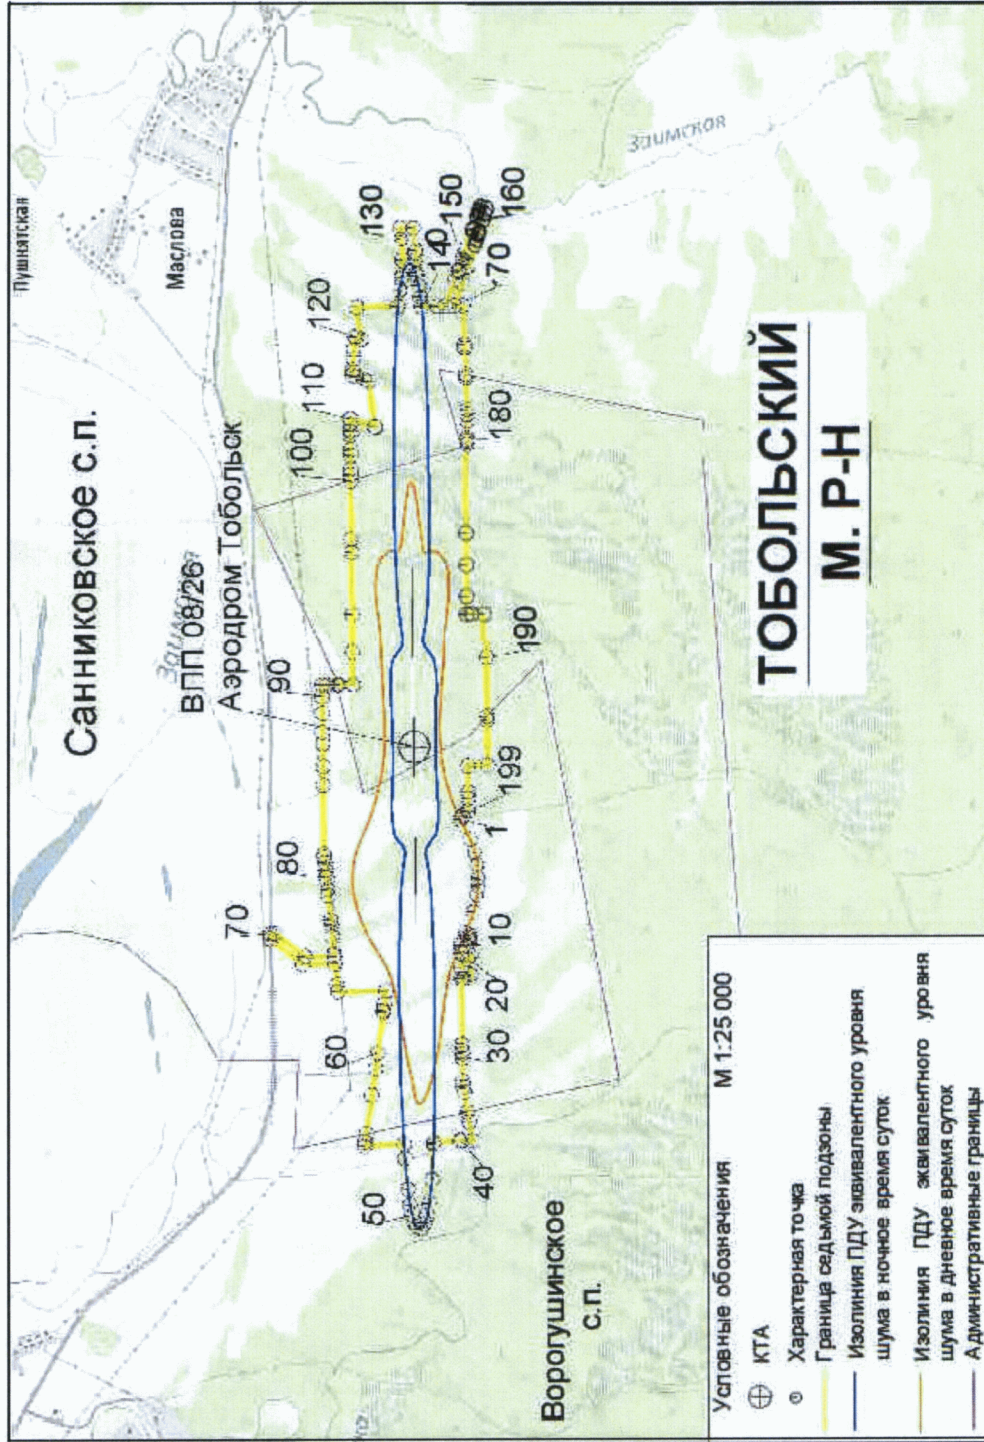 Пушнятская
Маслова
Санниковское с.п.
ВПП 08/26
Аэродром Тобольск
Заимской
130
120
110
100
90
80
70
60
50
40
30
20
10
1
199
190
180
70
160
150
140
ТОБОЛЬСКИЙ
М. Р-Н
Ворогушинское
с.п.
Условные обозначения
М 1:25 000
КТА
Характерная точка
Граница седьмой подзоны
Изолиния ПДУ эквивалентного уровня
шума в ночное время суток
Изолиния ПДУ эквивалентного уровня
шума в дневное время суток
Административные границы